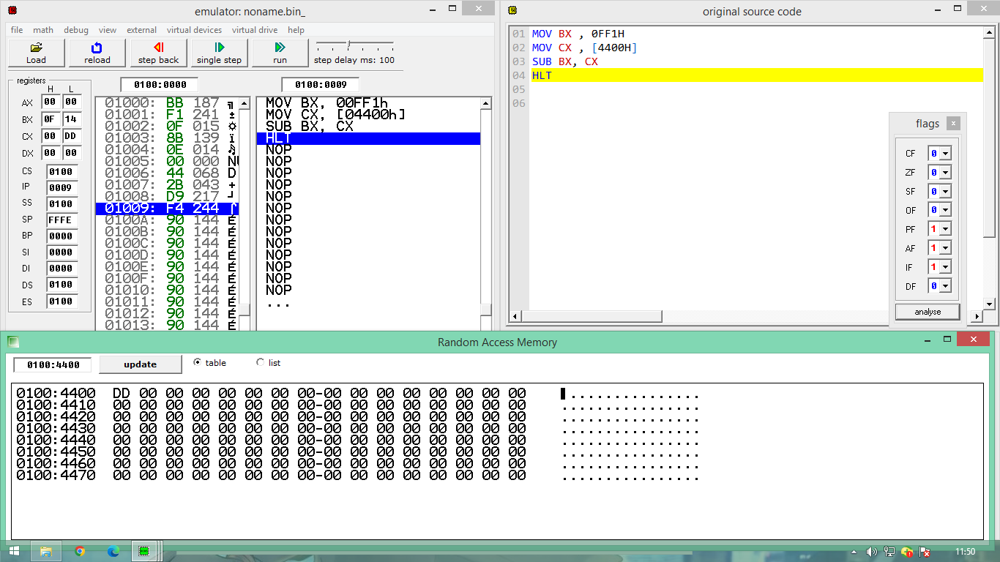 emulator: noname.bin_
file math debug view external virtual devices virtual drive help
Load reload step back single step run step delay ms: 100
registers
H L
AX 00 00
BX 0F 14
CX 00 DD
DX 00 00
CS 0100
IP 0009
SS 0100
SP FFFE
BP 0000
SI 0000
DI 0000
DS 0100
ES 0100
0100:0000
01000: BB 187 ╗
01001: F1 241 ±
01002: 0F 015 ☼
01003: 8B 139 ï
01004: 0E 014 ♫
01005: 00 000 NU
01006: 44 068 D
01007: 2B 043 +
01008: D9 217 ┘
01009: F4 244 ⌠
0100A: 90 144 É
0100B: 90 144 É
0100C: 90 144 É
0100D: 90 144 É
0100E: 90 144 É
0100F: 90 144 É
01010: 90 144 É
01011: 90 144 É
01012: 90 144 É
01013: 90 144 É
0100:0009
MOV BX, 00FF1h
MOV CX, [04400h]
SUB BX, CX
HLT
NOP
NOP
NOP
NOP
NOP
NOP
NOP
NOP
NOP
NOP
NOP
NOP
NOP
...
original source code
01 MOV BX , 0FF1H
02 MOV CX , [4400H]
03 SUB BX, CX
04 HLT
05
06
flags
CF 0
ZF 0
SF 0
OF 0
PF 1
AF 1
IF 1
DF 0
analyse
Random Access Memory
0100:4400 update table list
0100:4400 DD 00 00 00 00 00 00 00-00 00 00 00 00 00 00 00 ...............
0100:4410 00 00 00 00 00 00 00 00-00 00 00 00 00 00 00 00 ................
0100:4420 00 00 00 00 00 00 00 00-00 00 00 00 00 00 00 00 ................
0100:4430 00 00 00 00 00 00 00 00-00 00 00 00 00 00 00 00 ................
0100:4440 00 00 00 00 00 00 00 00-00 00 00 00 00 00 00 00 ................
0100:4450 00 00 00 00 00 00 00 00-00 00 00 00 00 00 00 00 ................
0100:4460 00 00 00 00 00 00 00 00-00 00 00 00 00 00 00 00 ................
0100:4470 00 00 00 00 00 00 00 00-00 00 00 00 00 00 00 00 ................
11:50